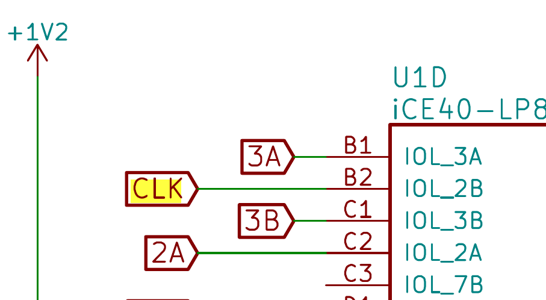 +1V2
U1D
iCE40-LP8
3A B1 IOL_3A
CLK B2 IOL_2B
3B C1 IOL_3B
2A C2 IOL_2A
C3 IOL_7B